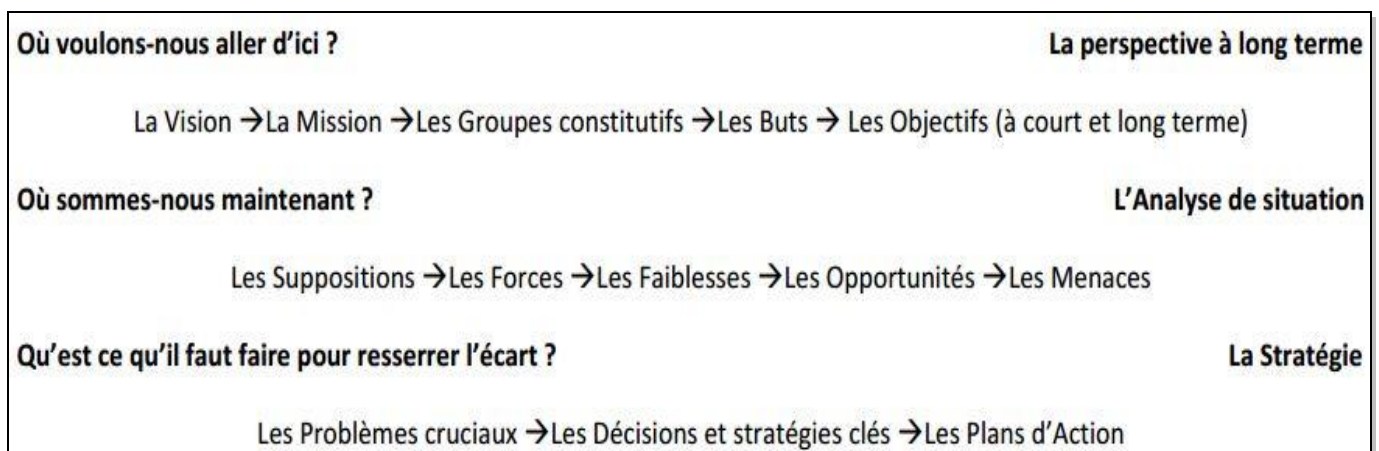 Où voulons-nous aller d’ici ? La perspective à long terme
La Vision →La Mission →Les Groupes constitutifs →Les Buts → Les Objectifs (à court et long terme)
Où sommes-nous maintenant ? L’Analyse de situation
Les Suppositions →Les Forces →Les Faiblesses →Les Opportunités →Les Menaces
Qu’est ce qu’il faut faire pour resserrer l’écart ? La Stratégie
Les Problèmes cruciaux →Les Décisions et stratégies clés →Les Plans d’Action